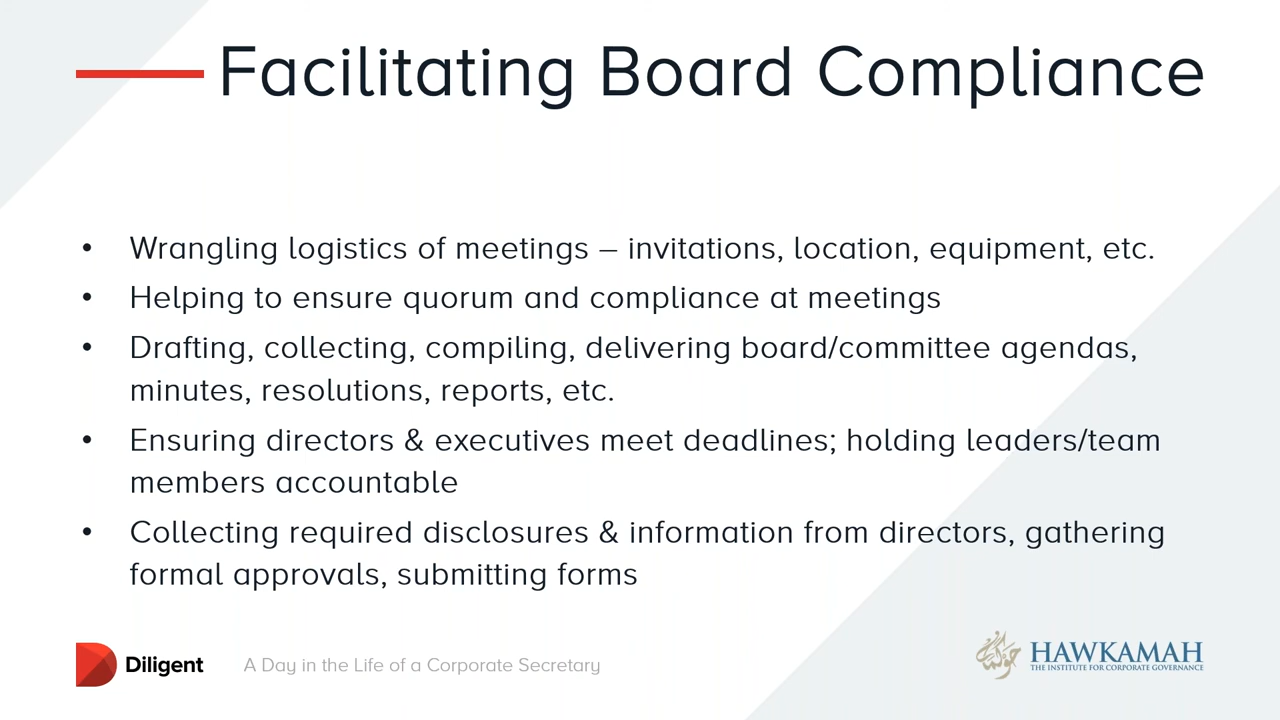 Facilitating Board Compliance
• Wrangling logistics of meetings – invitations, location, equipment, etc.
• Helping to ensure quorum and compliance at meetings
• Drafting, collecting, compiling, delivering board/committee agendas,
minutes, resolutions, reports, etc.
• Ensuring directors & executives meet deadlines; holding leaders/team
members accountable
• Collecting required disclosures & information from directors, gathering
formal approvals, submitting forms
Diligent
A Day in the Life of a Corporate Secretary
HAWKAMAH
THE INSTITUTE FOR CORPORATE GOVERNANCE